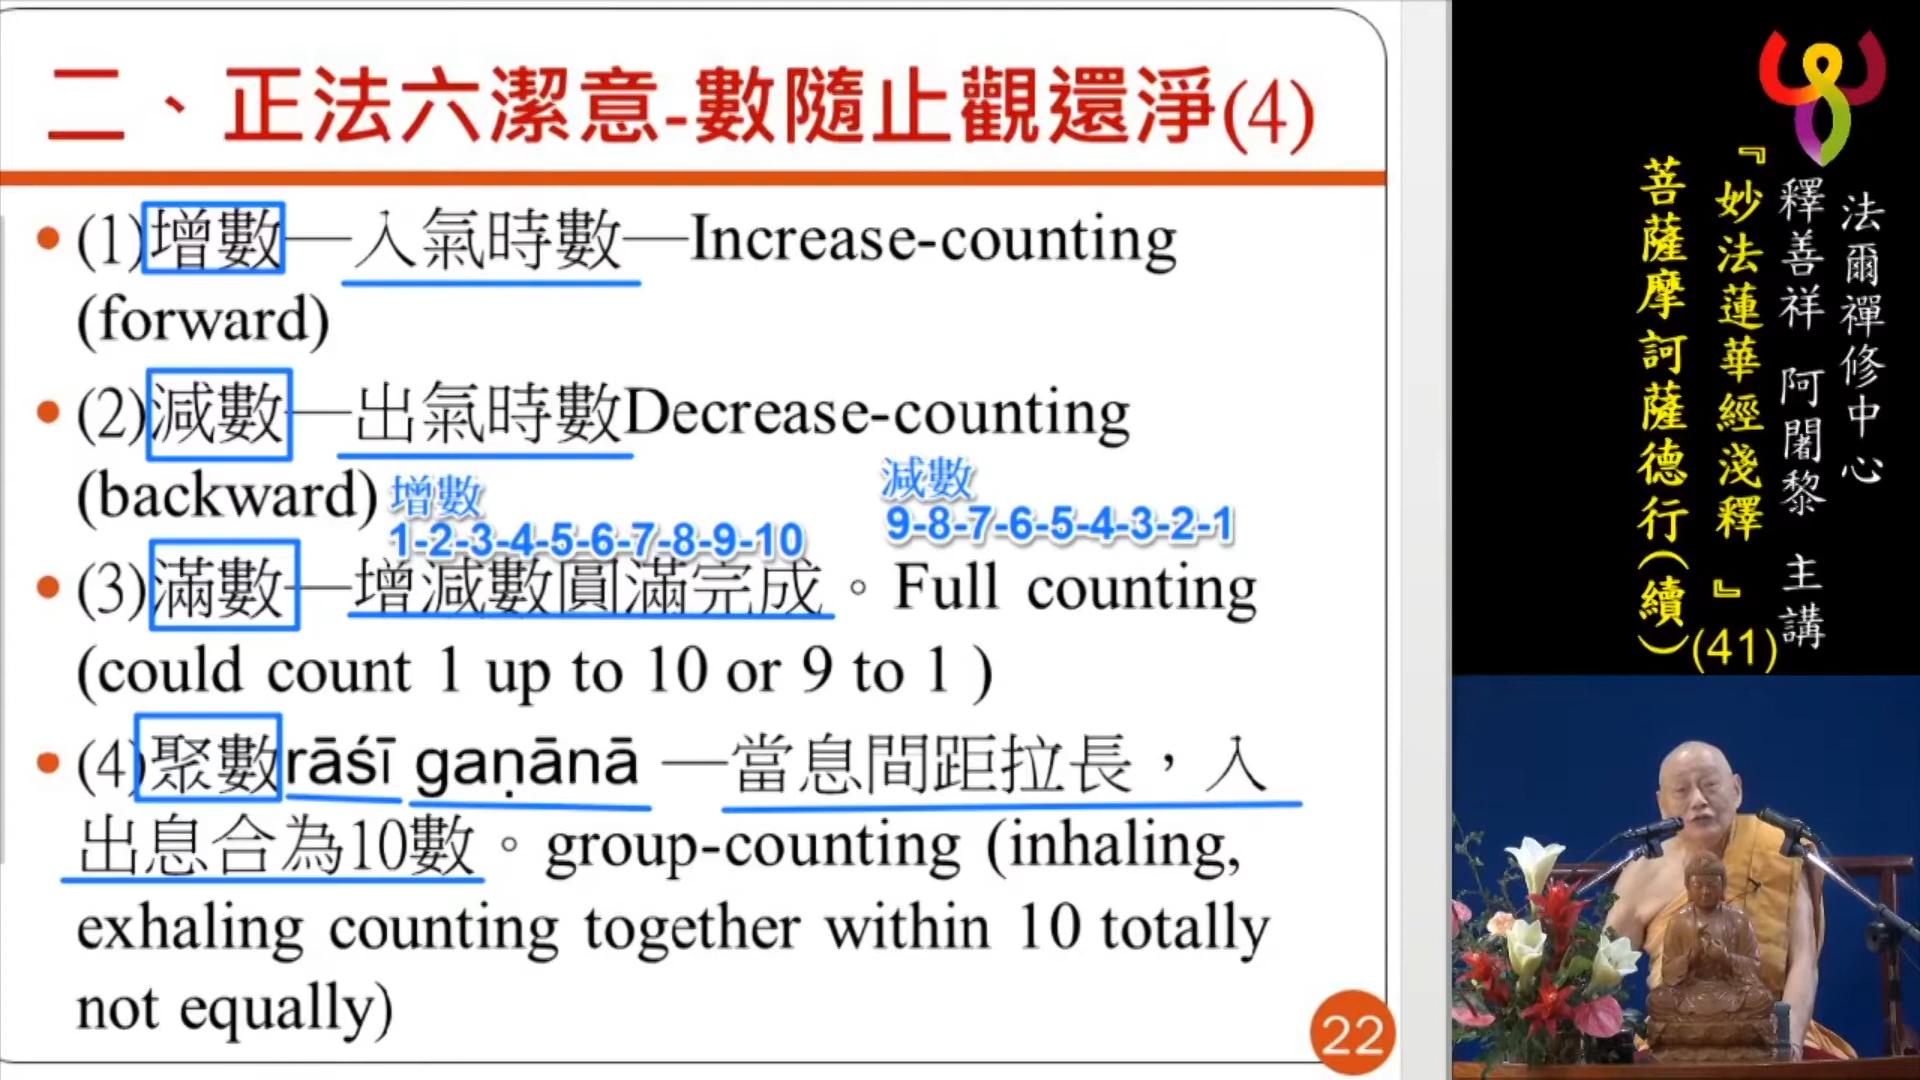 二、正法六潔意-數隨止觀還淨(4)
• (1)增數—入氣時數—Increase-counting
(forward)
• (2)減數—出氣時數Decrease-counting
(backward)
增數
1-2-3-4-5-6-7-8-9-10
減數
9-8-7-6-5-4-3-2-1
• (3)滿數—增減數圓滿完成。Full counting
(could count 1 up to 10 or 9 to 1 )
• (4)聚數rāśī gaṇānā —當息間距拉長，入
出息合為10數。group-counting (inhaling,
exhaling counting together within 10 totally
not equally)
22
法爾禪修中心
釋善祥 阿闍黎 主講
『妙法蓮華經淺釋』
菩薩摩訶薩德行(續)
(41)